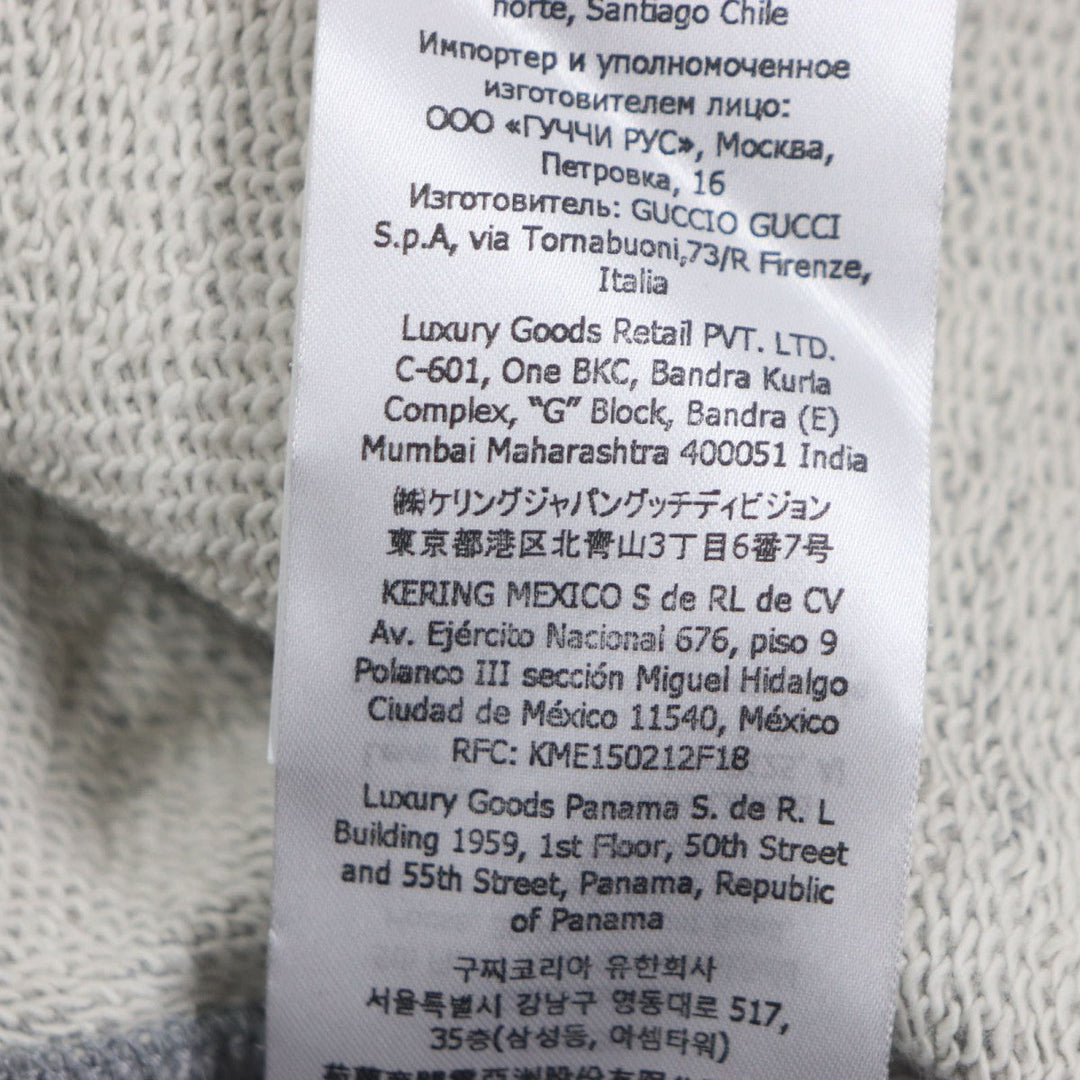 norte, Santiago Chile
Импортер и уполномоченное
изготовителем лицо:
ООО «ГУЧЧИ РУС», Москва,
Петровка, 16
Изготовитель: GUCCIO GUCCI
S.p.A, via Tornabuoni,73/R Firenze,
Italia
Luxury Goods Retail PVT. LTD.
C-601, One BKC, Bandra Kurla
Complex, "G" Block, Bandra (E)
Mumbai Maharashtra 400051 India
㈱ケリングジャパングッチディビジョン
東京都港区北青山3丁目6番7号
KERING MEXICO S de RL de CV
Av. Ejército Nacional 676, piso 9
Polanco III sección Miguel Hidalgo
Ciudad de México 11540, México
RFC: KME150212F18
Luxury Goods Panama S. de R. L
Building 1959, 1st Floor, 50th Street
and 55th Street, Panama, Republic
of Panama
구찌코리아 유한회사
서울특별시 강남구 영동대로 517,
35층(삼성동, 아셈타워)